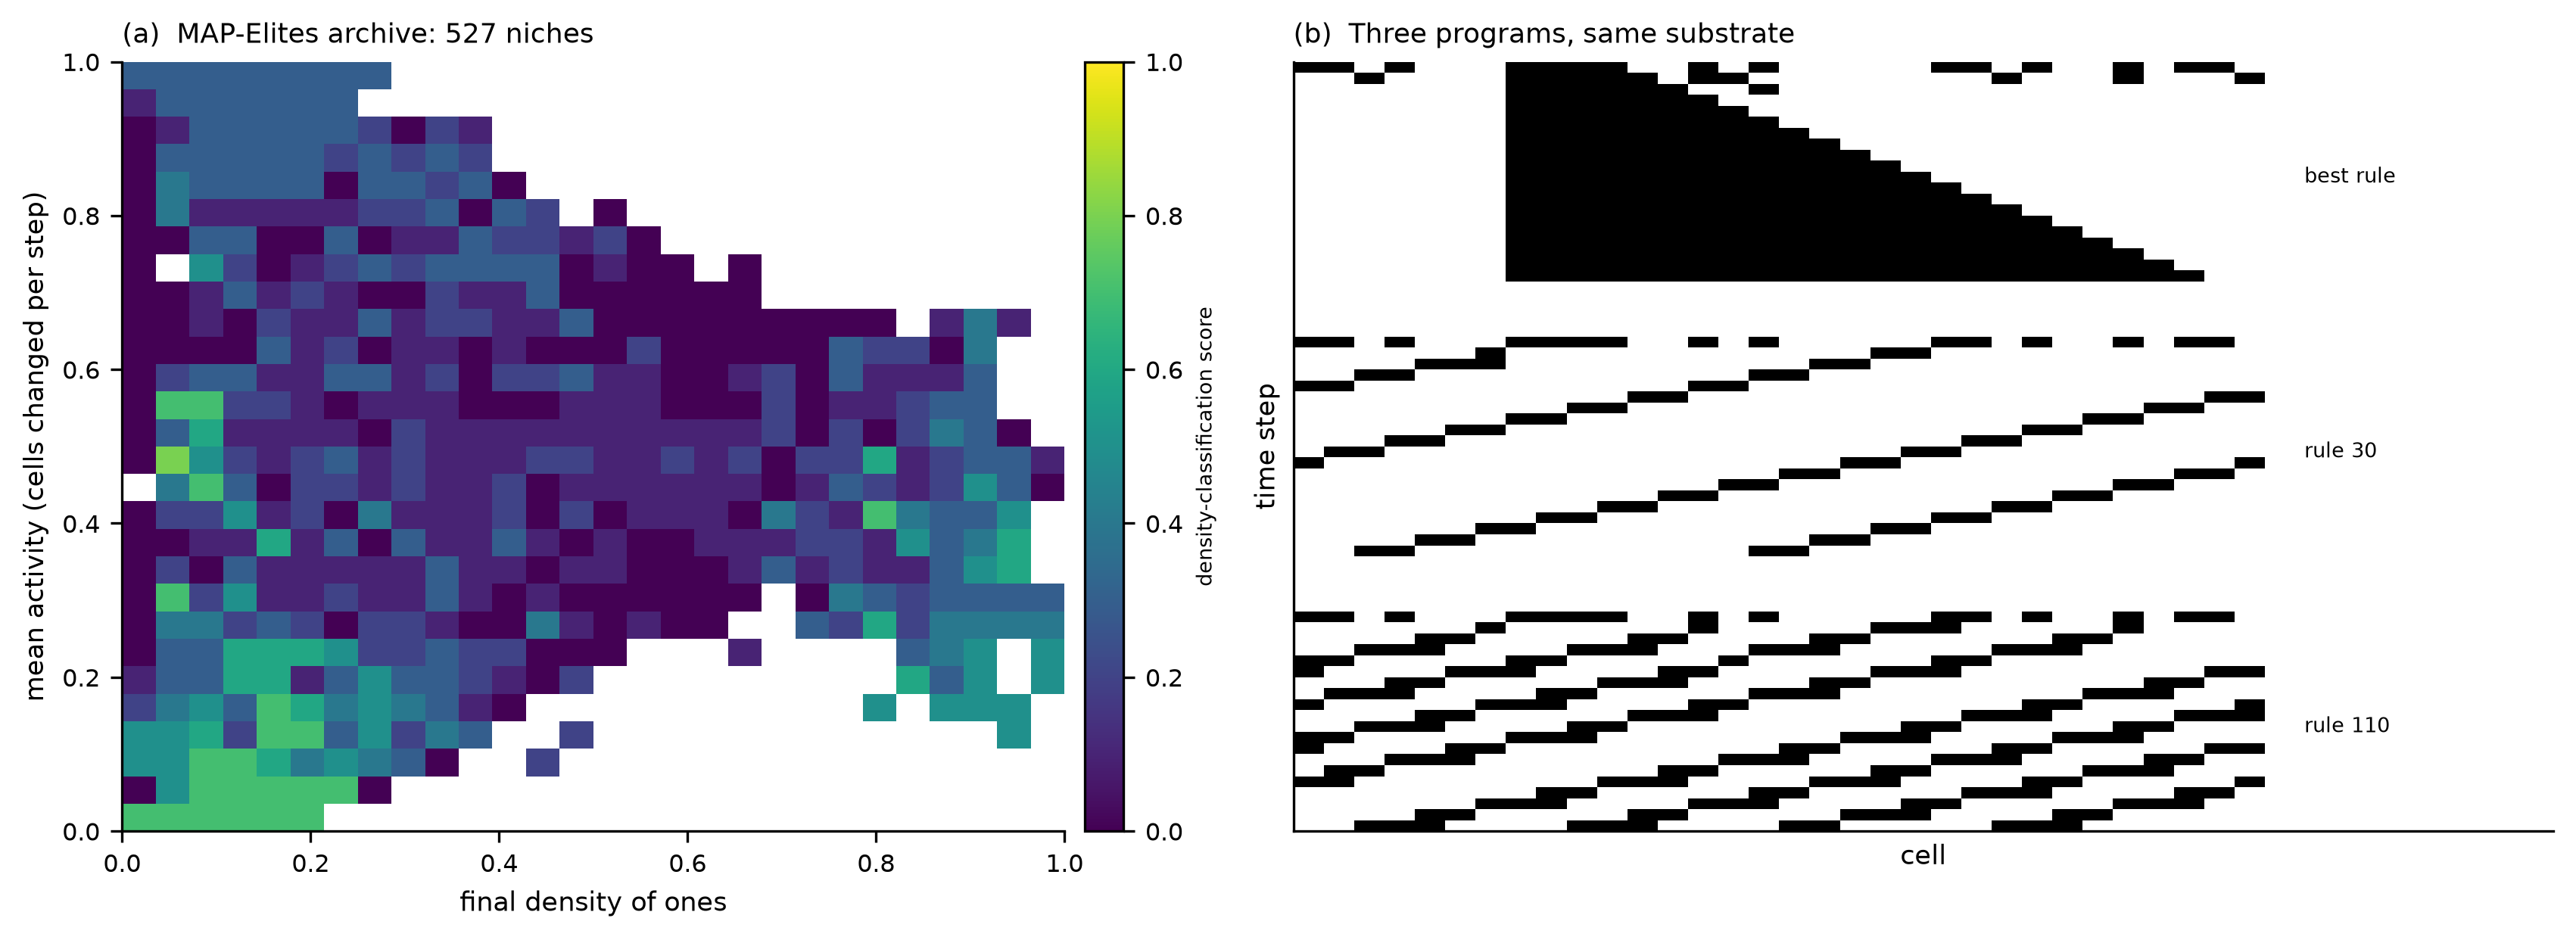 (a)  MAP-Elites archive: 527 niches
1.0
0.8
0.6
0.4
0.2
0.0
mean activity (cells changed per step)
0.0
0.2
0.4
0.6
0.8
1.0
final density of ones
1.0
0.8
0.6
0.4
0.2
0.0
density-classification score
(b)  Three programs, same substrate
time step
best rule
rule 30
rule 110
cell